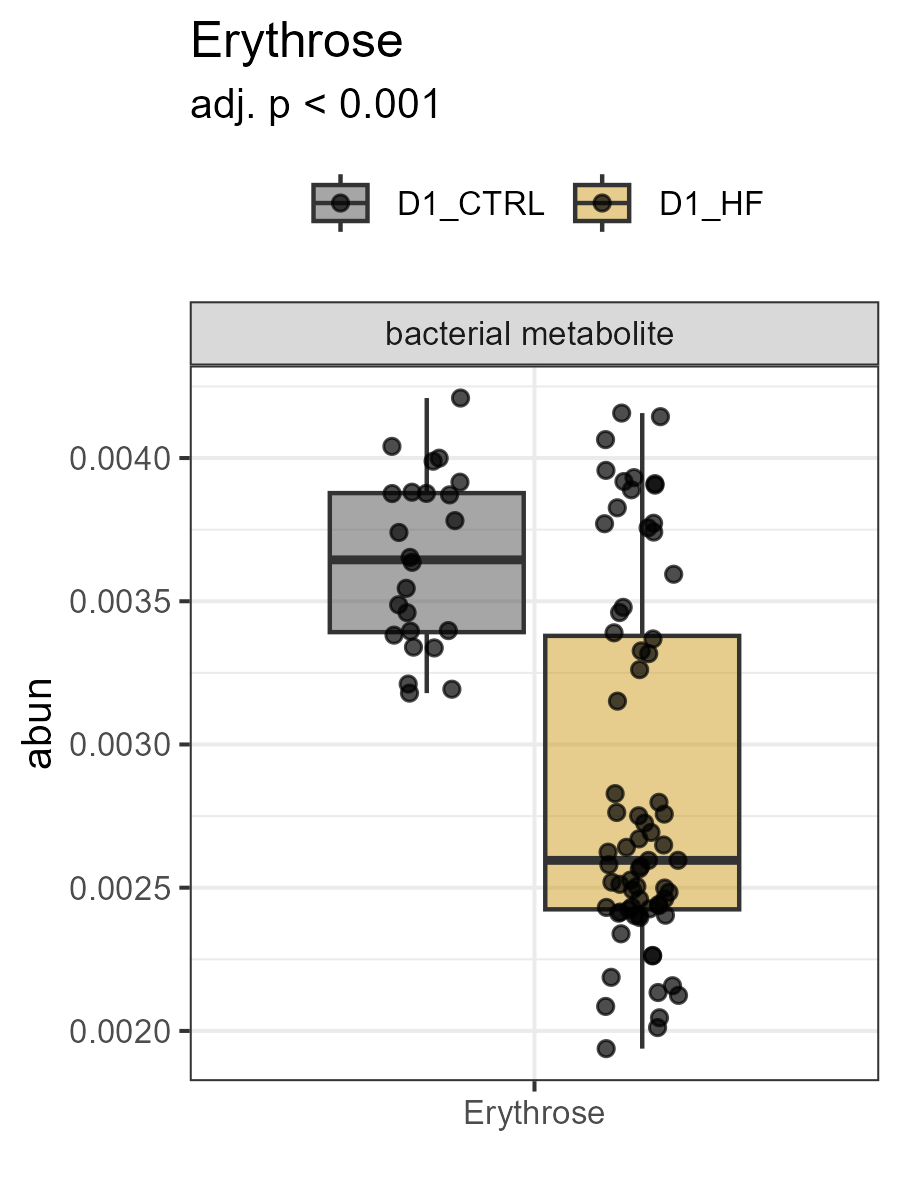 Erythrose
adj. p < 0.001
D1_CTRL D1_HF
bacterial metabolite
abun
0.0040
0.0035
0.0030
0.0025
0.0020
Erythrose